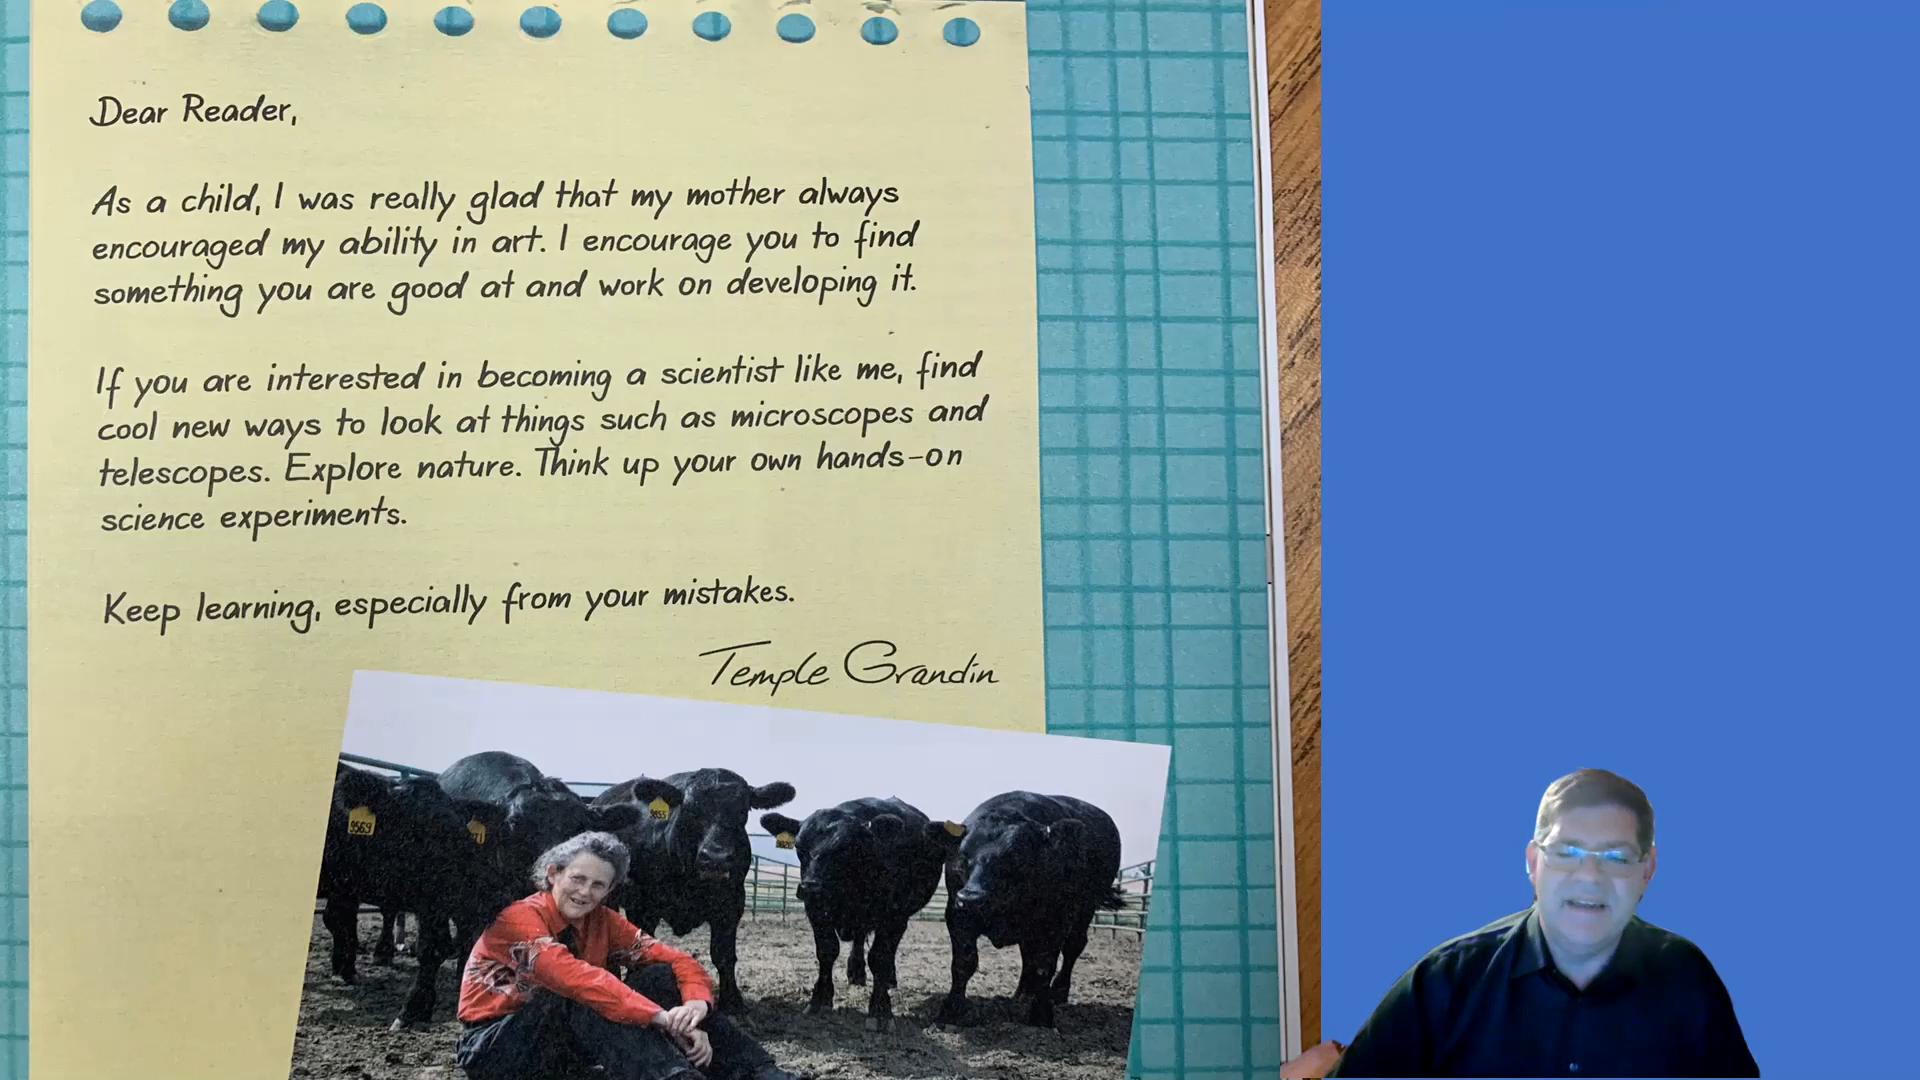 Dear Reader,
As a child, I was really glad that my mother always
encouraged my ability in art. I encourage you to find
something you are good at and work on developing it.
If you are interested in becoming a scientist like me, find
cool new ways to look at things such as microscopes and
telescopes. Explore nature. Think up your own hands-on
science experiments.
Keep learning, especially from your mistakes.
Temple Grandin
9569